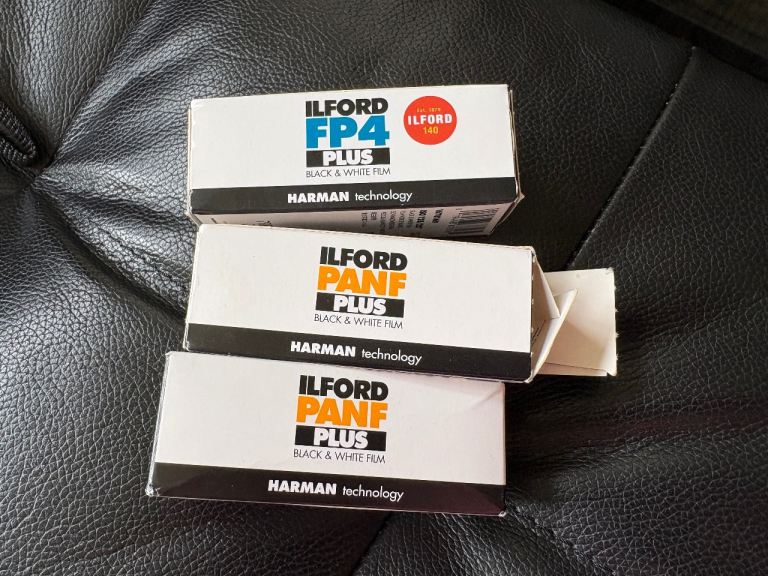 ILFORD
FP4
PLUS
BLACK & WHITE FILM
Est. 1879
ILFORD
140
HARMAN technology
ILFORD
PANF
PLUS
BLACK & WHITE FILM
HARMAN technology
ILFORD
PANF
PLUS
BLACK & WHITE FILM
HARMAN technology